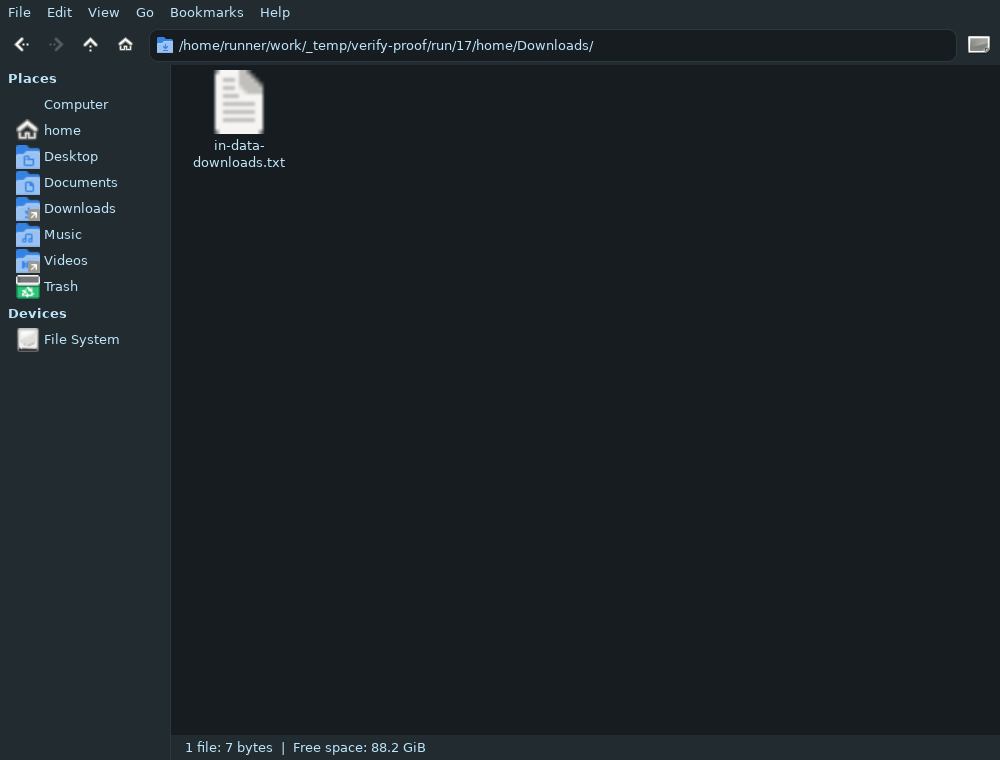 File Edit View Go Bookmarks Help
/home/runner/work/_temp/verify-proof/run/17/home/Downloads/
Places
Computer
home
Desktop
Documents
Downloads
Music
Videos
Trash
Devices
File System
in-data-
downloads.txt
1 file: 7 bytes | Free space: 88.2 GiB